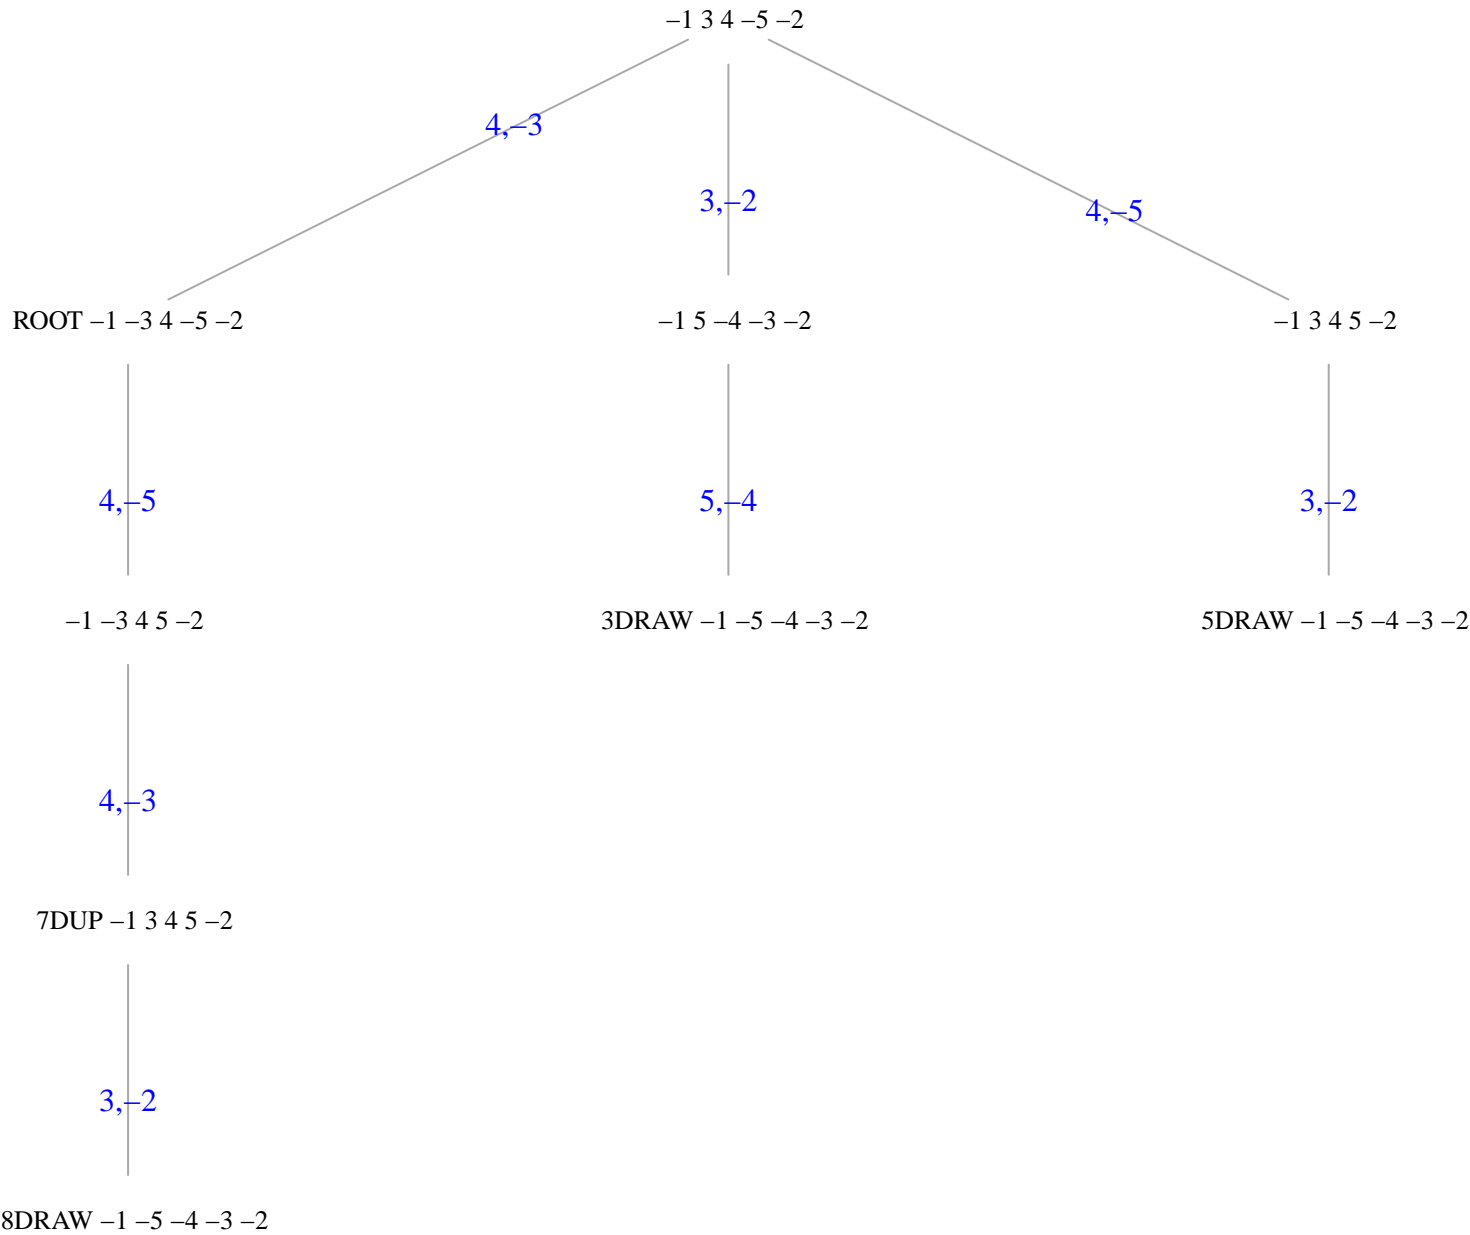 –1 3 4 –5 –2
4,–3
3,–2
4,–5
ROOT –1 –3 4 –5 –2
–1 5 –4 –3 –2
–1 3 4 5 –2
4,–5
5,–4
3,–2
–1 –3 4 5 –2
3DRAW –1 –5 –4 –3 –2
5DRAW –1 –5 –4 –3 –2
4,–3
7DUP –1 3 4 5 –2
3,–2
8DRAW –1 –5 –4 –3 –2